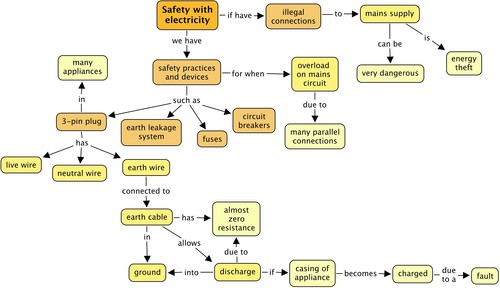 Safety with
electricity
if have
illegal
connections
to
mains supply
we have
can be
is
many
appliances
safety practices
and devices
for when
overload
on mains
circuit
very dangerous
energy
theft
in
such as
due to
3-pin plug
earth leakage
system
fuses
circuit
breakers
many parallel
connections
has
live wire
neutral wire
earth wire
connected to
earth cable
has
almost
zero
resistance
in
allows
due to
ground
into
discharge
if
casing of
appliance
becomes
charged
due
to a
fault